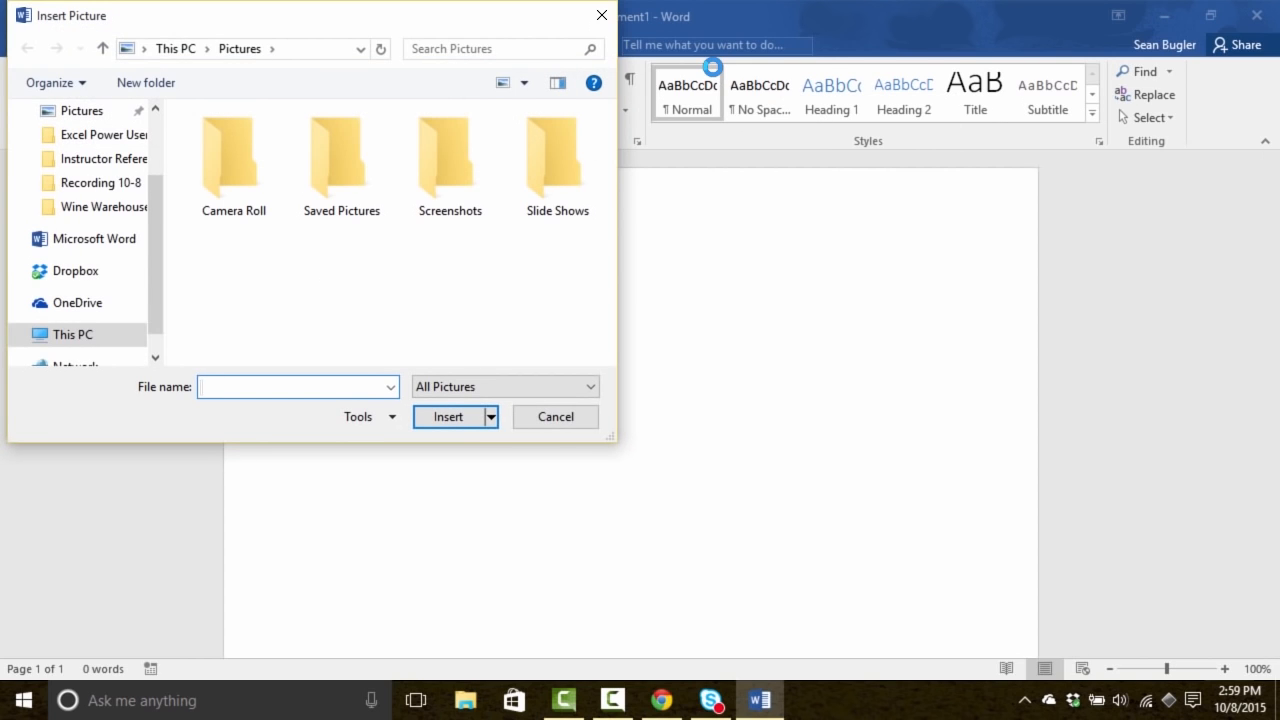 Insert Picture
ment1 - Word
This PC
Pictures
Search Pictures
Tell me what you want to do...
Sean Bugler
Share
Organize
New folder
AaBbCcDc
¶ Normal
AaBbCcDc
¶ No Spac...
AaBbCc
Heading 1
AaBbCcD
Heading 2
AaB
Title
AaBbCcD
Subtitle
Find
Replace
Select
Styles
Editing
Pictures
Excel Power User
Instructor Refere
Recording 10-8
Wine Warehouse
Microsoft Word
Dropbox
OneDrive
This PC
Network
Camera Roll
Saved Pictures
Screenshots
Slide Shows
File name:
All Pictures
Tools
Insert
Cancel
Page 1 of 1
0 words
100%
Ask me anything
2:59 PM
10/8/2015